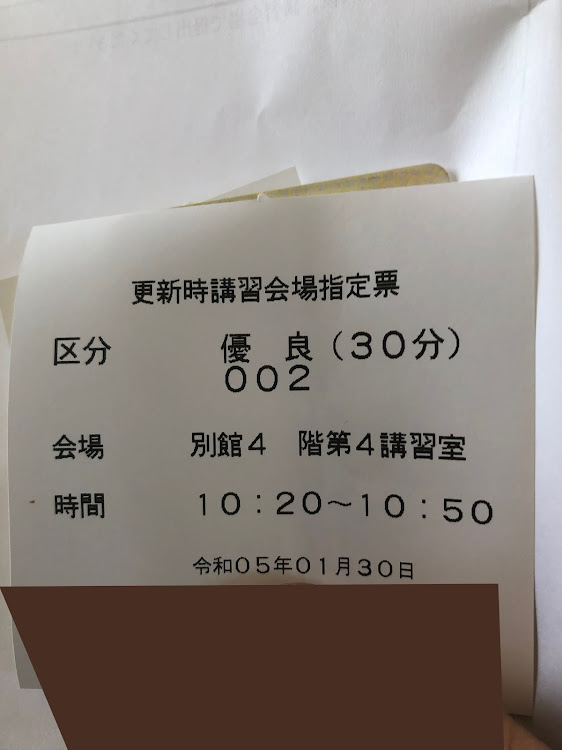 更新時講習会場指定票
区分 優 良（３０分）
００２
会場 別館４ 階第４講習室
時間 １０：２０～１０：５０
令和０５年０１月３０日